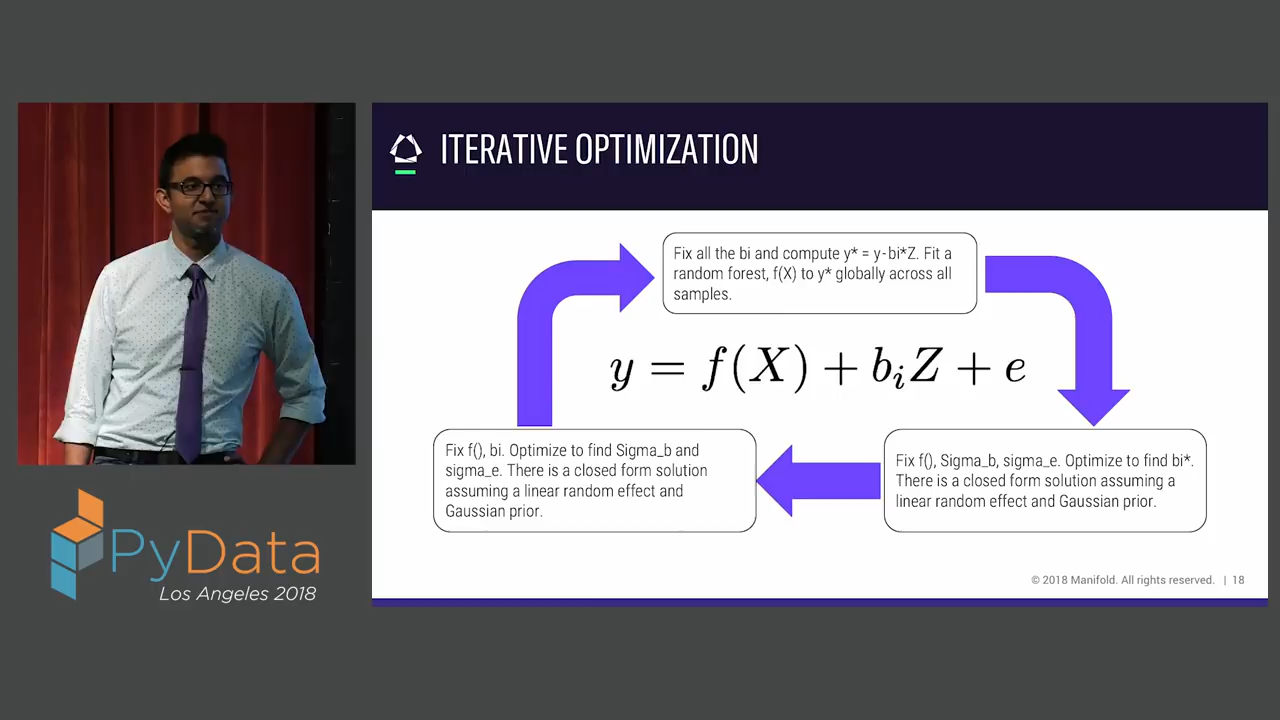 ITERATIVE OPTIMIZATION
Fix all the bi and compute y* = y-bi*Z. Fit a
random forest, f(X) to y* globally across all
samples.
y = f(X) + b_i Z + e
Fix f(), bi. Optimize to find Sigma_b and
sigma_e. There is a closed form solution
assuming a linear random effect and
Gaussian prior.
Fix f(), Sigma_b, sigma_e. Optimize to find bi*.
There is a closed form solution assuming a
linear random effect and Gaussian prior.
© 2018 Manifold. All rights reserved. | 18
PyData
Los Angeles 2018